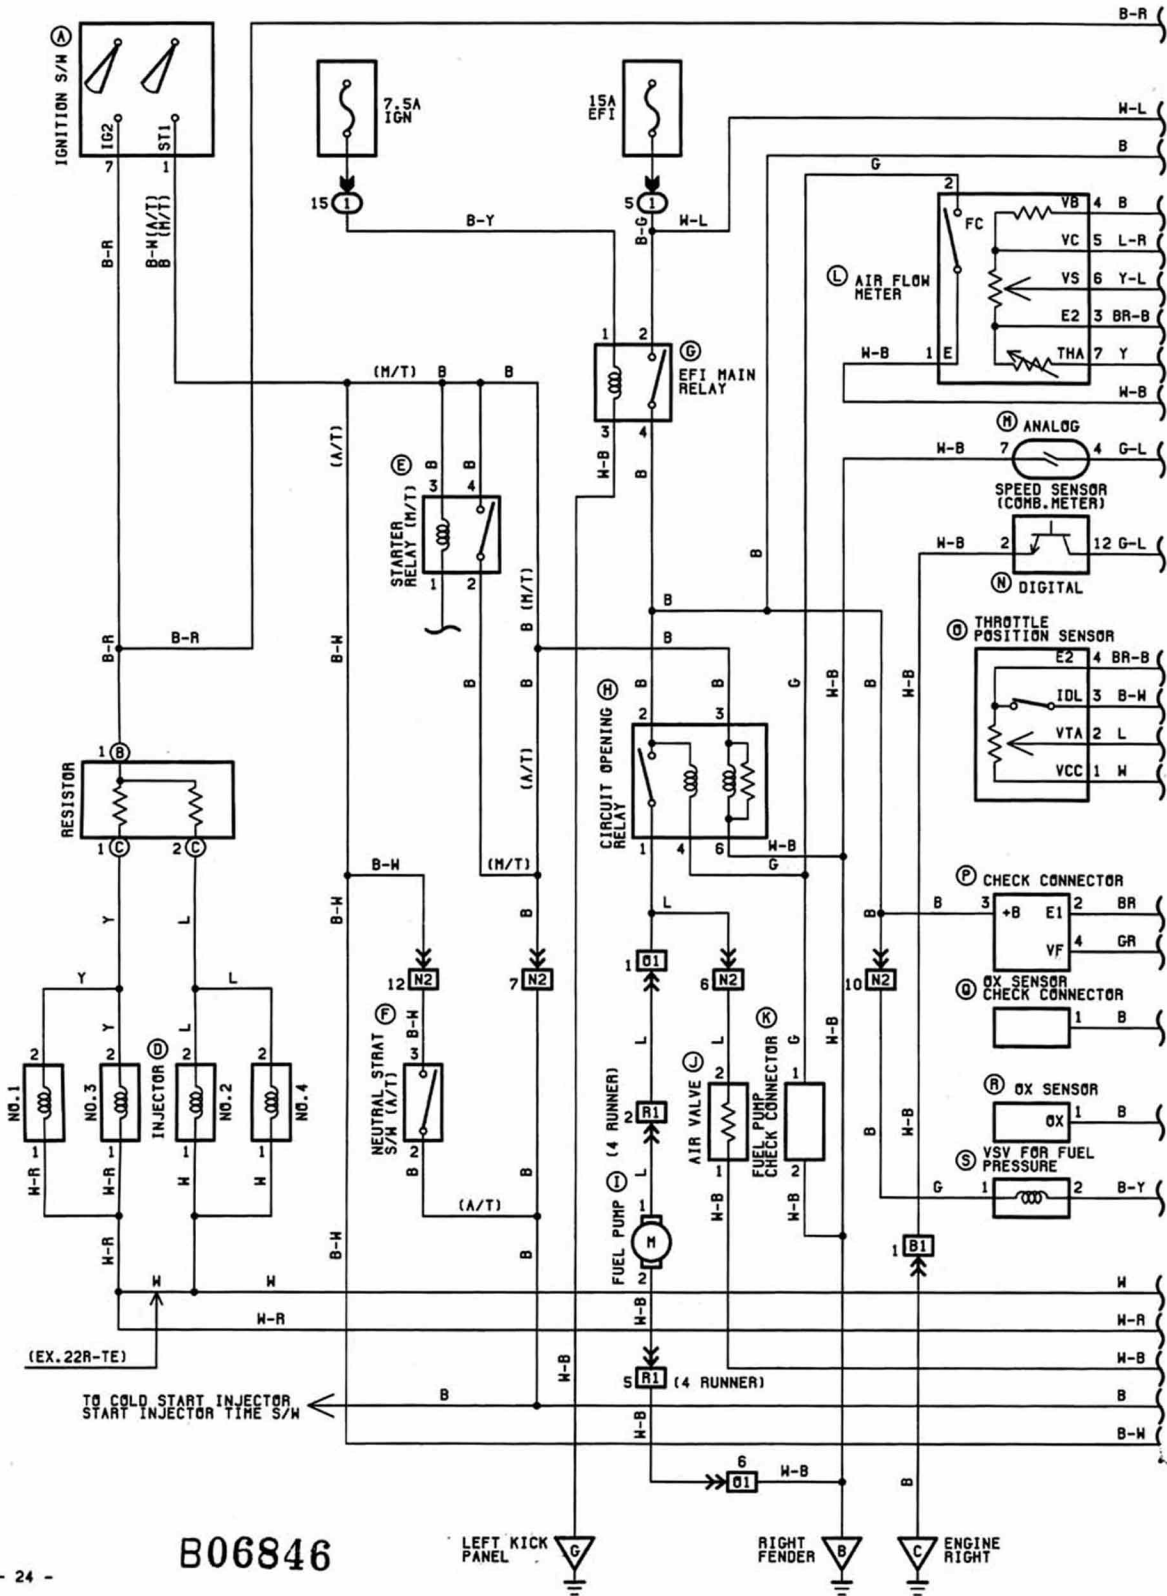 B-R
IGNITION S/W
A
IG2
ST1
7
1
B-R
B-W(A/T)
B (M/T)
7.5A
IGN
15
1
B-Y
15A
EFI
5
1
B-G
W-L
W-L
B
G
2
FC
L
AIR FLOW
METER
VB 4 B
VC 5 L-R
VS 6 Y-L
E2 3 BR-B
THA 7 Y
W-B
1 E
W-B
1
2
G
EFI MAIN
RELAY
3
4
W-B
B
(M/T)
B
B
(A/T)
M ANALOG
W-B 7
4 G-L
SPEED SENSOR
(COMB.METER)
W-B 2
12 G-L
N DIGITAL
E
STARTER
RELAY (M/T)
B
B
3
4
1
2
B (M/T)
B
B
B
B-R
B-R
B-W
B
B
B
B
B
G
W-B
B
W-B
O THROTTLE
POSITION SENSOR
E2 4 BR-B
IDL 3 B-W
VTA 2 L
VCC 1 W
H
CIRCUIT OPENING
RELAY
2
3
1
4
6
W-B
G
(A/T)
1 B
RESISTOR
1 C
2 C
B-W
(M/T)
Y
L
B-W
B
L
B
B
P CHECK CONNECTOR
3 +B
E1 2 BR
VF 4 GR
12 N2
7 N2
1 O1
6 N2
10 N2
Y
L
Y
L
B-W
F
NEUTRAL STRAT
S/W (A/T)
3
2
B
L
L
J
AIR VALVE
2
1
K
FUEL PUMP
CHECK CONNECTOR
G
1
2
W-B
Q OX SENSOR
CHECK CONNECTOR
1 B
R OX SENSOR
OX 1 B
S VSV FOR FUEL
PRESSURE
G 1
2 B-Y
2
2
2
2
NO.1
NO.3
INJECTOR D
NO.2
NO.4
1
1
1
1
W-R
W-R
W
W
2 R1
(4 RUNNER)
L
I
FUEL PUMP
1
M
2
B
W-B
W-B
B
W-B
(A/T)
W-R
B-W
B
1 B1
W
W
W
W-R
W-B
W-R
(EX.22R-TE)
W-B
5 R1 (4 RUNNER)
W-B
TO COLD START INJECTOR
START INJECTOR TIME S/W
B
B
W-B
B-W
6
O1
W-B
B
LEFT KICK
PANEL
G
RIGHT
FENDER
B
C
ENGINE
RIGHT
B06846
- 24 -